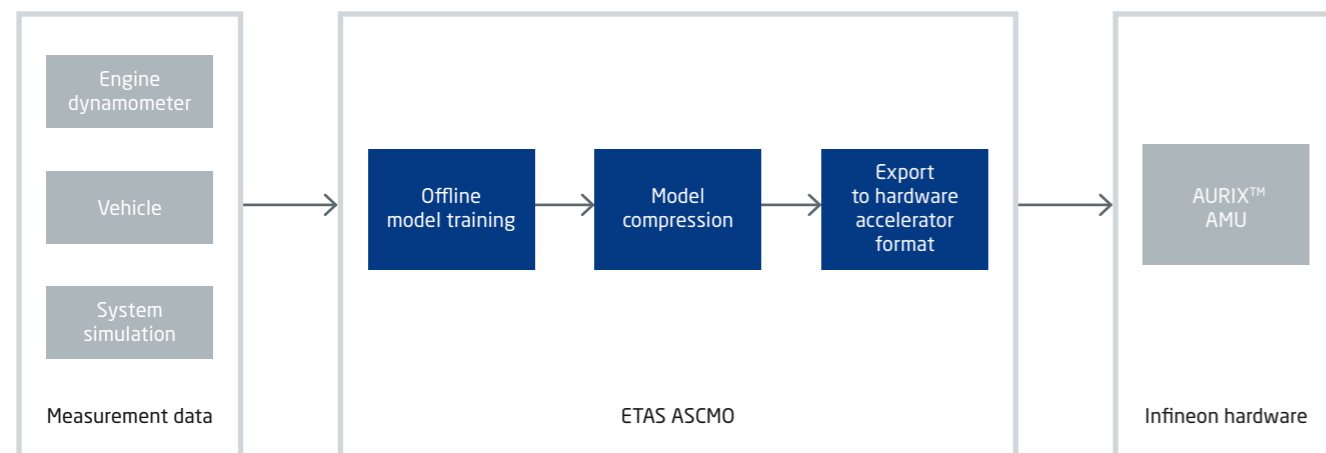 Engine
dynamometer
Vehicle
System
simulation
Measurement data
Offline
model training
Model
compression
Export
to hardware
accelerator
format
ETAS ASCMO
AURIX™
AMU
Infineon hardware